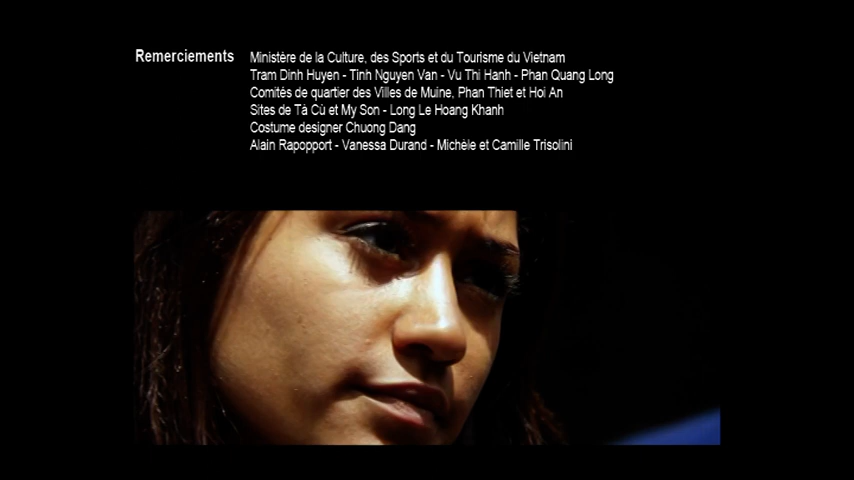 Remerciements
Ministère de la Culture, des Sports et du Tourisme du Vietnam
Tram Dinh Huyen - Tinh Nguyen Van - Vu Thi Hanh - Phan Quang Long
Comités de quartier des Villes de Muine, Phan Thiet et Hoi An
Sites de Tà Cù et My Son - Long Le Hoang Khanh
Costume designer Chuong Dang
Alain Rapopport - Vanessa Durand - Michèle et Camille Trisolini